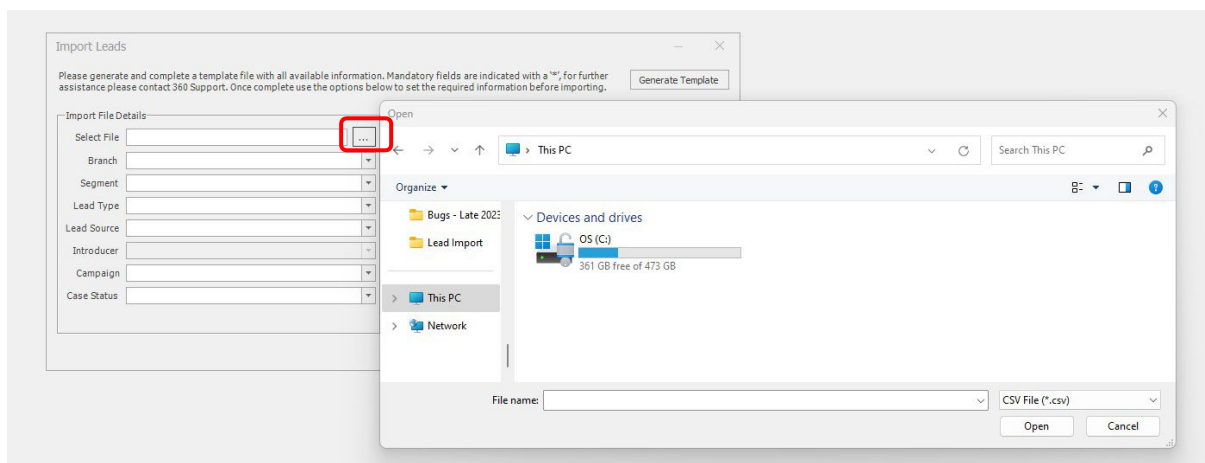 Import Leads
Please generate and complete a template file with all available information. Mandatory fields are indicated with a '*', for further
assistance please contact 360 Support. Once complete use the options below to set the required information before importing.
Generate Template
Import File Details
Select File
...
Branch
Segment
Lead Type
Lead Source
Introducer
Campaign
Case Status
Open
This PC
Search This PC
Organize
Bugs - Late 2023
Lead Import
This PC
Network
Devices and drives
OS (C:)
361 GB free of 473 GB
File name:
CSV File (*.csv)
Open
Cancel